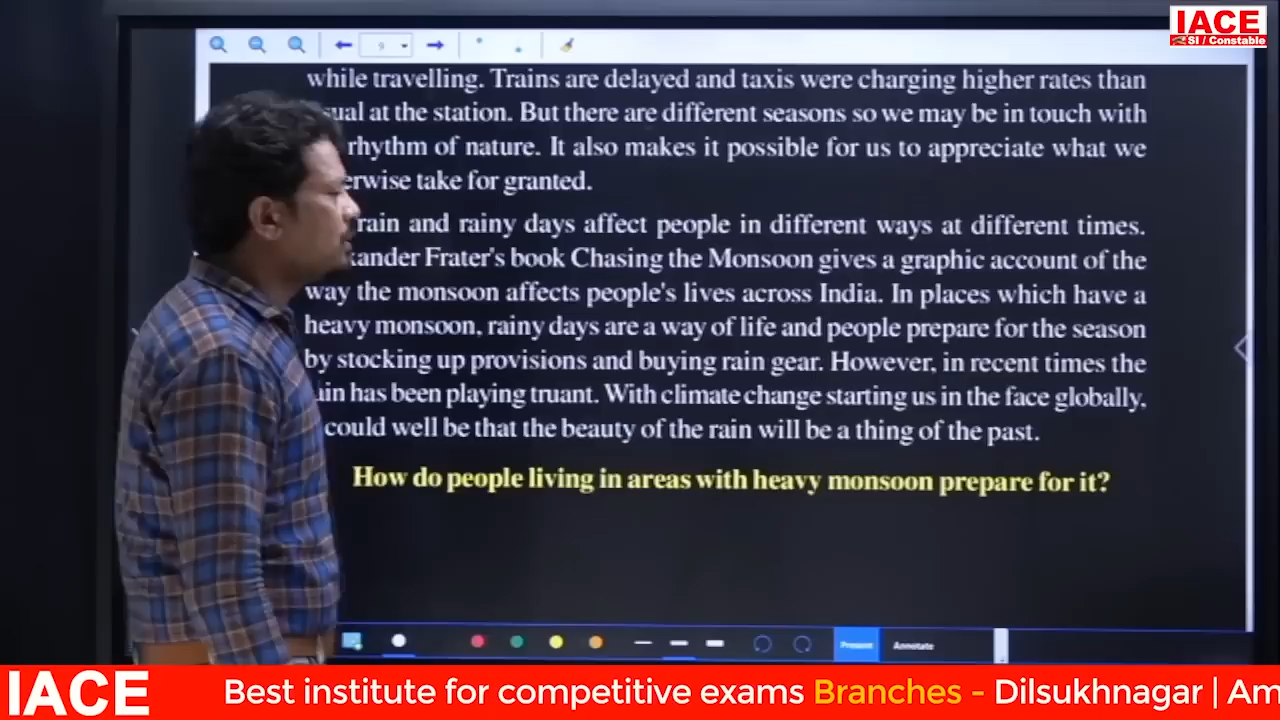 IACE
SI / Constable
9
while travelling. Trains are delayed and taxis were charging higher rates than
at the station. But there are different seasons so we may be in touch with
rhythm of nature. It also makes it possible for us to appreciate what we
take for granted.
rain and rainy days affect people in different ways at different times.
Frater's book Chasing the Monsoon gives a graphic account of the
way the monsoon affects people's lives across India. In places which have a
heavy monsoon, rainy days are a way of life and people prepare for the season
by stocking up provisions and buying rain gear. However, in recent times the
has been playing truant. With climate change starting us in the face globally,
could well be that the beauty of the rain will be a thing of the past.
How do people living in areas with heavy monsoon prepare for it?
Present Annotate
IACE Best institute for competitive exams Branches - Dilsukhnagar | Am